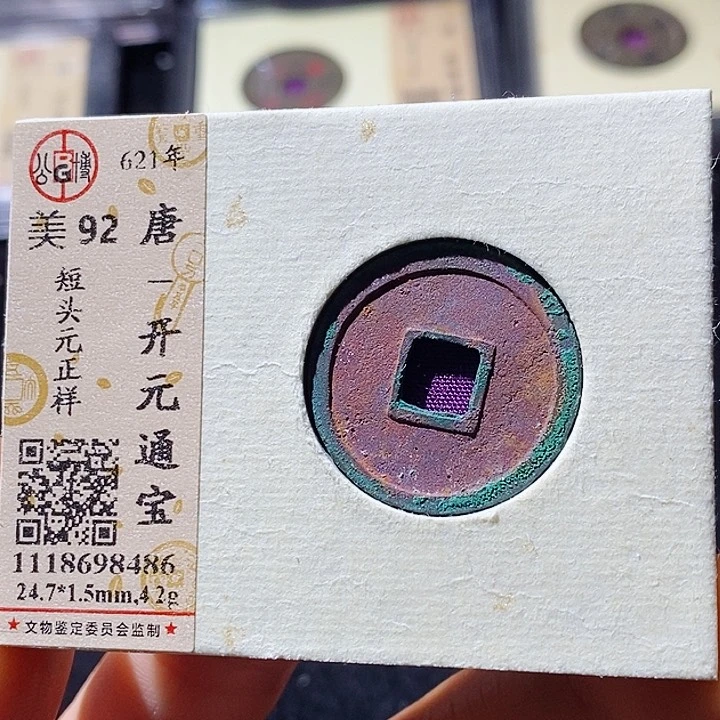 公博
BG
621年
美 92
唐一开元通宝
短头元正样
1118698486
24.7*1.5mm,4.2g
★文物鉴定委员会监制★